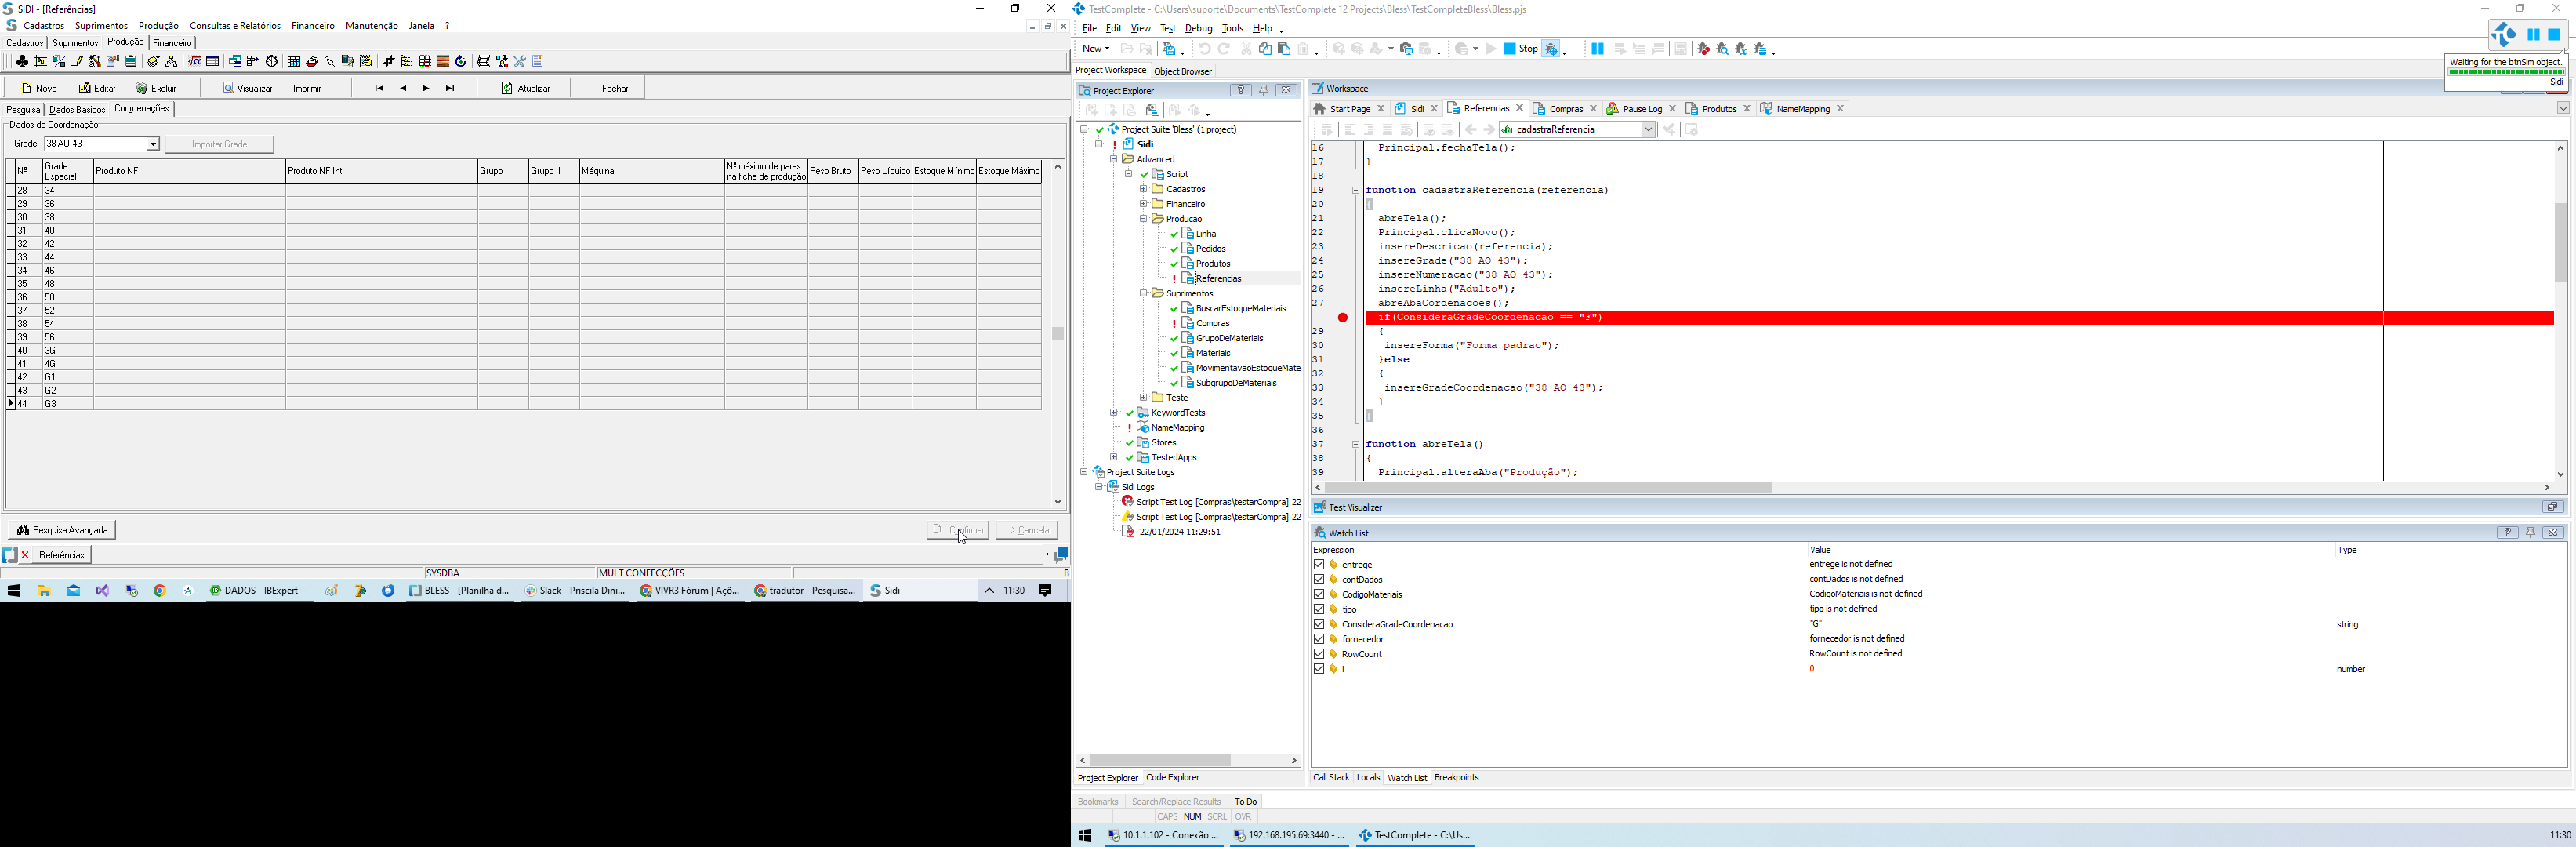 SIDI - [Referências]
Cadastros Suprimentos Produção Consultas e Relatórios Financeiro Manutenção Janela ?
Cadastros Suprimentos Produção Financeiro
Novo Editar Excluir Visualizar Imprimir Atualizar Fechar
Pesquisa Dados Básicos Coordenações
Dados da Coordenação
Grade: 38 AO 43 Importar Grade
Nº Grade Especial Produto NF Produto NF Int. Grupo I Grupo II Máquina Nº máximo de pares na ficha de produção Peso Bruto Peso Líquido Estoque Mínimo Estoque Máximo
28 34
29 36
30 38
31 40
32 42
33 44
34 46
35 48
36 50
37 52
38 54
39 56
40 3G
41 4G
42 G1
43 G2
44 G3
Pesquisa Avançada Confirmar Cancelar
Referências
SYSDBA MULT CONFECÇÕES B
DADOS - IBExpert BLESS - [Planilha d... Slack - Priscila Dini... VIVR3 Fórum | Açõ... tradutor - Pesquisa... Sidi 11:30
TestComplete - C:\Users\suporte\Documents\TestComplete 12 Projects\Bless\TestCompleteBless\Bless.pjs
File Edit View Test Debug Tools Help
New Stop
Waiting for the btnSim object.
Sidi
Project Workspace Object Browser
Project Explorer
Project Suite 'Bless' (1 project)
Sidi
Advanced
Script
Cadastros
Financeiro
Producao
Linha
Pedidos
Produtos
Referencias
Suprimentos
BuscarEstoqueMateriais
Compras
GrupoDeMateriais
Materiais
MovimentavaoEstoqueMate
SubgrupoDeMateriais
Teste
KeywordTests
NameMapping
Stores
TestedApps
Project Suite Logs
Sidi Logs
Script Test Log [Compras\testarCompra] 22
Script Test Log [Compras\testarCompra] 22
22/01/2024 11:29:51
Project Explorer Code Explorer
Workspace
Start Page Sidi Referencias Compras Pause Log Produtos NameMapping
cadastraReferencia
16 Principal.fechaTela();
17 }
18
19 function cadastraReferencia(referencia)
20 {
21 abreTela();
22 Principal.clicaNovo();
23 insereDescricao(referencia);
24 insereGrade("38 AO 43");
25 insereNumeracao("38 AO 43");
26 insereLinha("Adulto");
27 abreAbaCordenacoes();
if(ConsideraGradeCoordenacao == "F")
29 {
30 insereForma("Forma padrao");
31 }else
32 {
33 insereGradeCoordenacao("38 AO 43");
34 }
35 }
36
37 function abreTela()
38 {
39 Principal.alteraAba("Produção");
Test Visualizer
Watch List
Expression Value Type
entrege entrege is not defined
contDados contDados is not defined
CodigoMateriais CodigoMateriais is not defined
tipo tipo is not defined
ConsideraGradeCoordenacao "G" string
fornecedor fornecedor is not defined
RowCount RowCount is not defined
i 0 number
Call Stack Locals Watch List Breakpoints
Bookmarks Search/Replace Results To Do
CAPS NUM SCRL OVR
10.1.1.102 - Conexão ... 192.168.195.69:3440 - ... TestComplete - C:\Us... 11:30